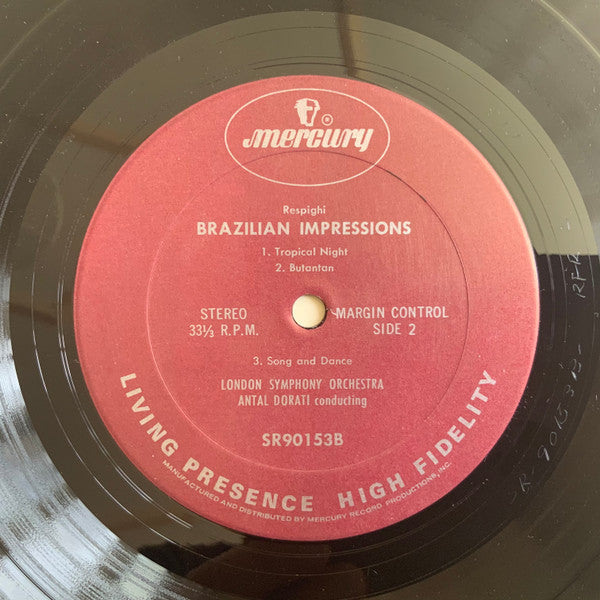 ®
mercury
Respighi
BRAZILIAN IMPRESSIONS
1. Tropical Night
2. Butantan
STEREO
33⅓ R.P.M.
MARGIN CONTROL
SIDE 2
3. Song and Dance
LONDON SYMPHONY ORCHESTRA
ANTAL DORATI conducting
SR90153B
LIVING PRESENCE HIGH FIDELITY
MANUFACTURED AND DISTRIBUTED BY MERCURY RECORD PRODUCTIONS, INC.